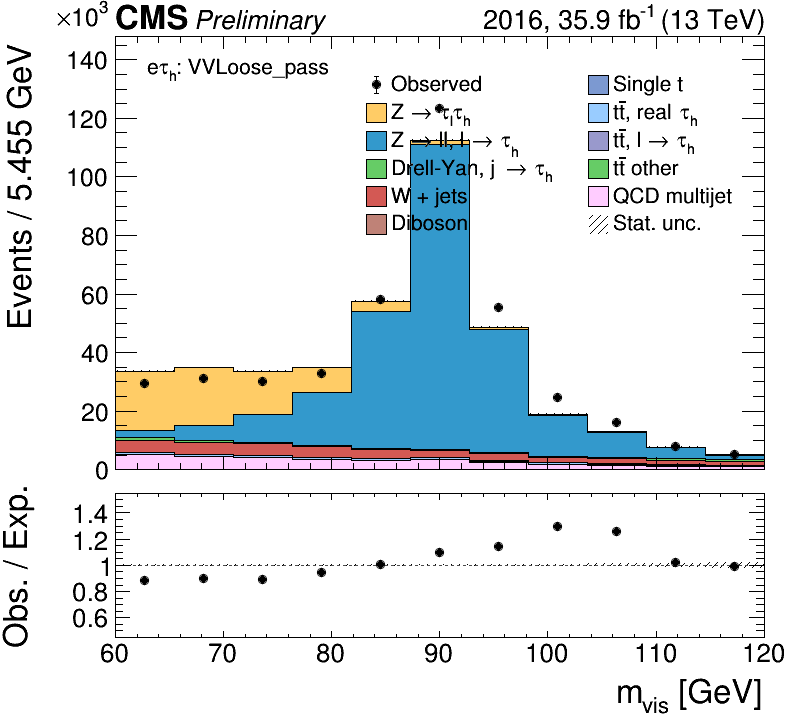 ×10³ CMS Preliminary 2016, 35.9 fb⁻¹ (13 TeV)
eτₕ: VVLoose_pass
Observed
Z → τₗτₕ
Z → ll, l → τₕ
Drell-Yan, j → τₕ
W + jets
Diboson
Single t
tt̄, real τₕ
tt̄, l → τₕ
tt̄ other
QCD multijet
Stat. unc.
Events / 5.455 GeV
140
120
100
80
60
40
20
0
Obs. / Exp.
1.4
1.2
1
0.8
0.6
60 70 80 90 100 110 120
m_vis [GeV]